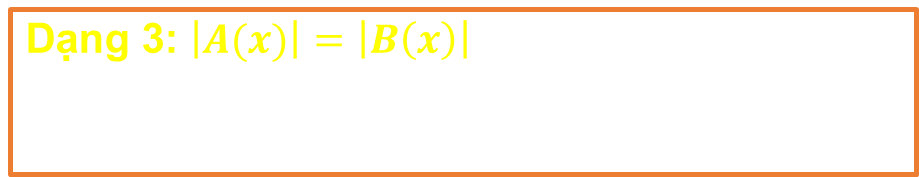 Dạng 3: |A(x)| = |B(x)|